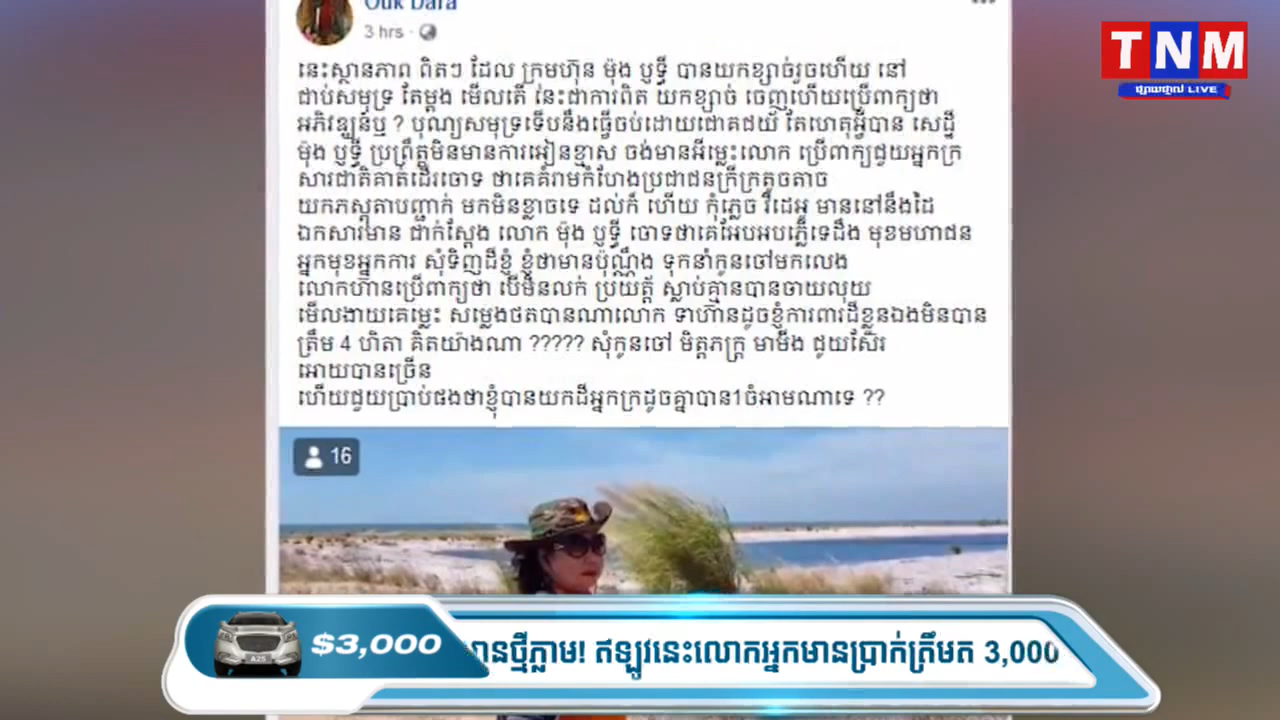 Ouk Dara
3 hrs
TNM
ផ្សាយផ្ទាល់ LIVE
នេះស្ថានភាព ពិតៗ ដែល ក្រុមហ៊ុន ម៉ុង ប្ញទ្ធី បានយកខ្សាច់រួចហើយ នៅ
ជាប់សមុទ្រ តែម្ដង មើលតើ នេះជាការពិត យកខ្សាច់ ចេញហើយប្រើពាក្យថា
អភិវឌ្ឍន៍ឬ ? បុណ្យសមុទ្រទើបនឹងធ្វើចប់ដោយជោគជយ័ តែហេតុអ្វីបាន សេដ្ឋី
ម៉ុង ប្ញទ្ធី ប្រព្រឹត្តមិនមានការអៀនខ្មាស ចង់មានអីម្លេះលោក ប្រើពាក្យជួយអ្នកក្រ
សារជាតិគាត់ដើរចោទ ថាគេគំរាមកំហែងប្រជាជនក្រីក្រតូចតាច
យកភស្តុតាបញ្ជាក់ មកមិនខ្លាចទេ ដល់ក៏ ហើយ កុំភ្លេច វីដេអូ មាននៅនឹងដៃ
ឯកសារមាន ជាក់ស្ដែង លោក ម៉ុង ប្ញទ្ធី ចោទថាគេអែបអបភ្លើទេដឹង មុខមហាជន
អ្នកមុខអ្នកការ សុំទិញដីខ្ញុំ ខ្ញុំថាមានប៉ុណ្ណឹង ទុកនាំកូនចៅមកលេង
លោកហ៊ានប្រើពាក្យថា បើមិនលក់ ប្រយត្ន័ ស្លាប់គ្មានបានចាយលុយ
មើលងាយគេម្លេះ សម្លេងថតបានណាលោក ទាហ៊ានដូចខ្ញុំការពារដីខ្លួនឯងមិនបាន
ត្រឹម 4 ហិតា គិតយ៉ាងណា ????? សុំកូនចៅ មិត្តភក្ត្រ មាមីង ជួយស៊ែរ
អោយបានច្រើន
ហើយជួយប្រាប់ផងថាខ្ញុំបានយកដីអ្នកក្រដូចគ្នាបាន1ចំអាមណាទេ ??
16
A25
$3,000
បានថ្មីភ្លាម! ឥឡូវនេះលោកអ្នកមានប្រាក់ត្រឹមត 3,000